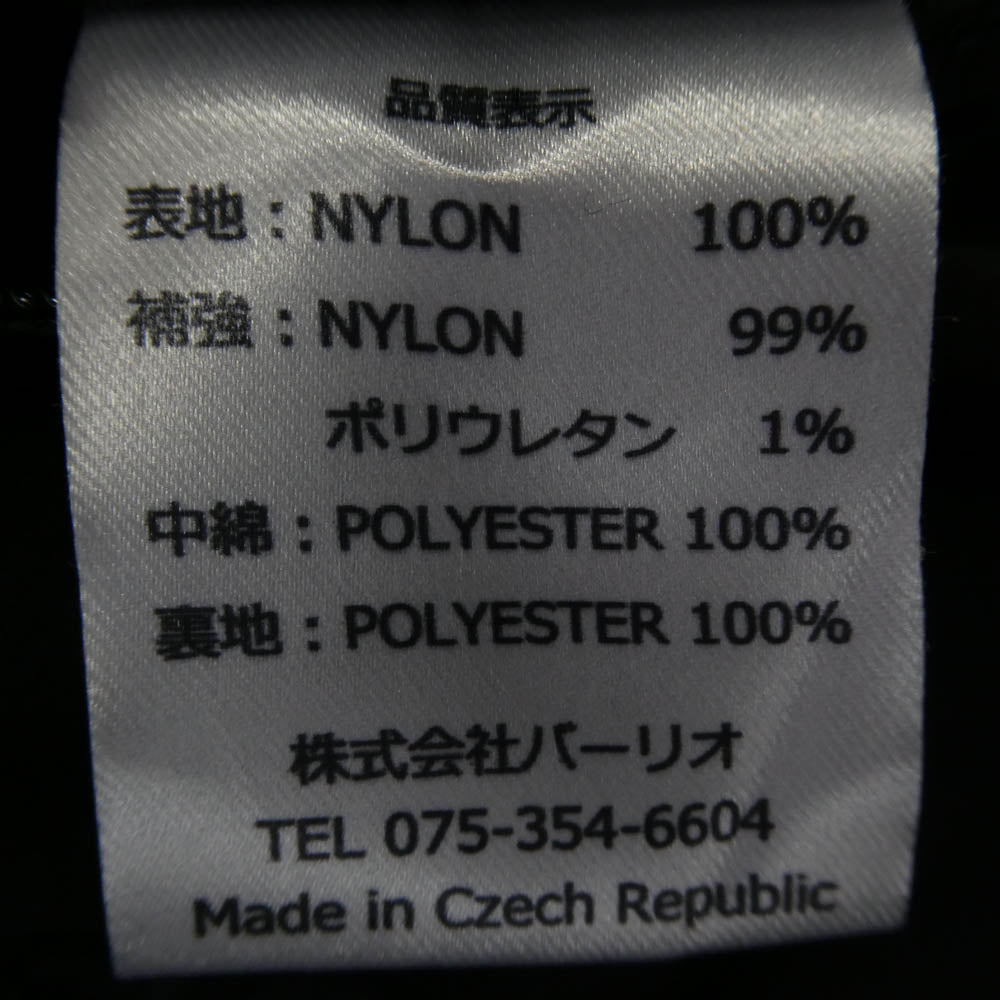 品質表示
表地：NYLON 100%
補強：NYLON 99%
ポリウレタン 1%
中綿：POLYESTER 100%
裏地：POLYESTER 100%
株式会社バーリオ
TEL 075-354-6604
Made in Czech Republic